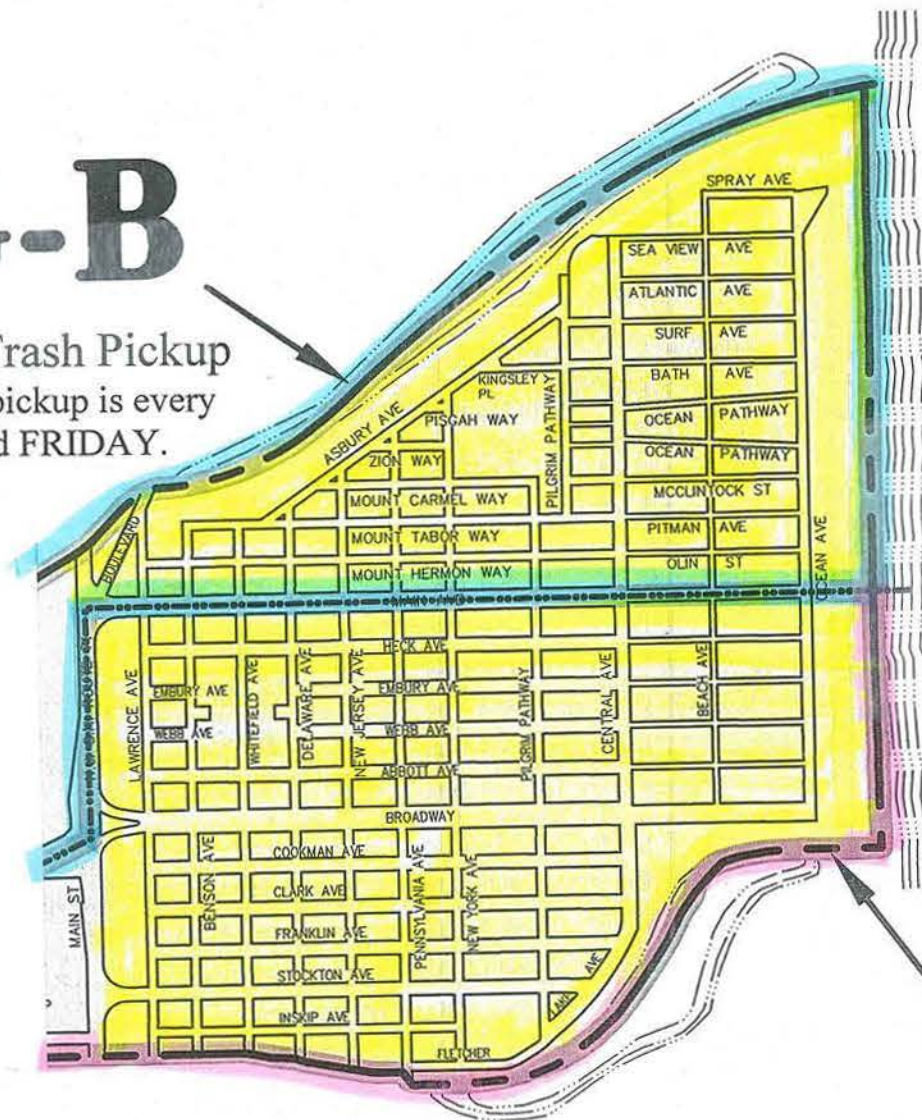 -B
Trash Pickup
pickup is every
d FRIDAY.
SPRAY AVE
SEA VIEW AVE
ATLANTIC AVE
SURF AVE
BATH AVE
KINGSLEY PL
OCEAN PATHWAY
PISGAH WAY
ASBURY AVE
PILGRIM PATHWAY
OCEAN PATHWAY
ZION WAY
MCCLINTOCK ST
MOUNT CARMEL WAY
PITMAN AVE
MOUNT TABOR WAY
OLIN ST
MOUNT HERMON WAY
BOULEVARD
OCEAN AVE
MAIN AVE
HECK AVE
EMBURY AVE
EMBURY AVE
WEBB AVE
WEBB AVE
LAWRENCE AVE
WHITEFIELD AVE
DELAWARE AVE
NEW JERSEY AVE
PILGRIM PATHWAY
CENTRAL AVE
BEACH AVE
ABBOTT AVE
BROADWAY
COOKMAN AVE
CLARK AVE
BENSON AVE
PENNSYLVANIA AVE
NEW YORK AVE
MAIN ST
FRANKLIN AVE
STOCKTON AVE
LAKE AVE
INSKIP AVE
FLETCHER